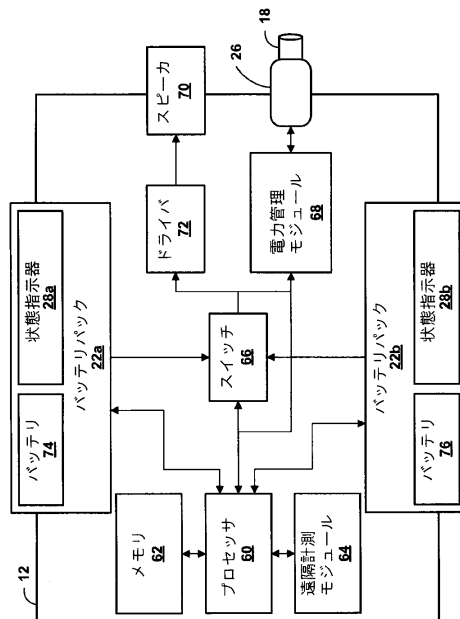 12
バッテリ
74
状態指示器
28a
バッテリパック
22a
メモリ
62
プロセッサ
60
遠隔計測
モジュール
64
スイッチ
66
ドライバ
72
スピーカ
70
電力管理
モジュール
68
26
18
バッテリパック
22b
バッテリ
76
状態指示器
28b